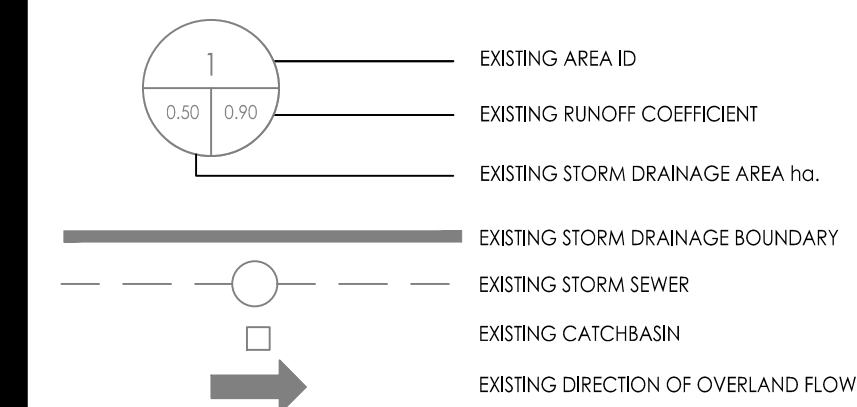 1
EXISTING AREA ID
0.50 0.90
EXISTING RUNOFF COEFFICIENT
EXISTING STORM DRAINAGE AREA ha.
EXISTING STORM DRAINAGE BOUNDARY
EXISTING STORM SEWER
EXISTING CATCHBASIN
EXISTING DIRECTION OF OVERLAND FLOW